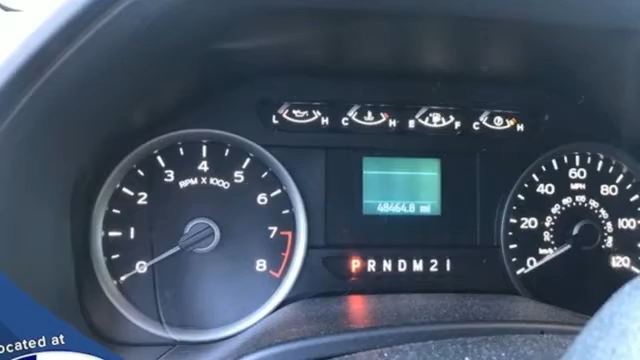 L H C H E F C H
4
3 5
RPM X 1000
2 6
1 7
0 8
48464.8 mi
P R N D M 2 1
60
MPH
40 80
20 100
0 120
km/h
ocated at